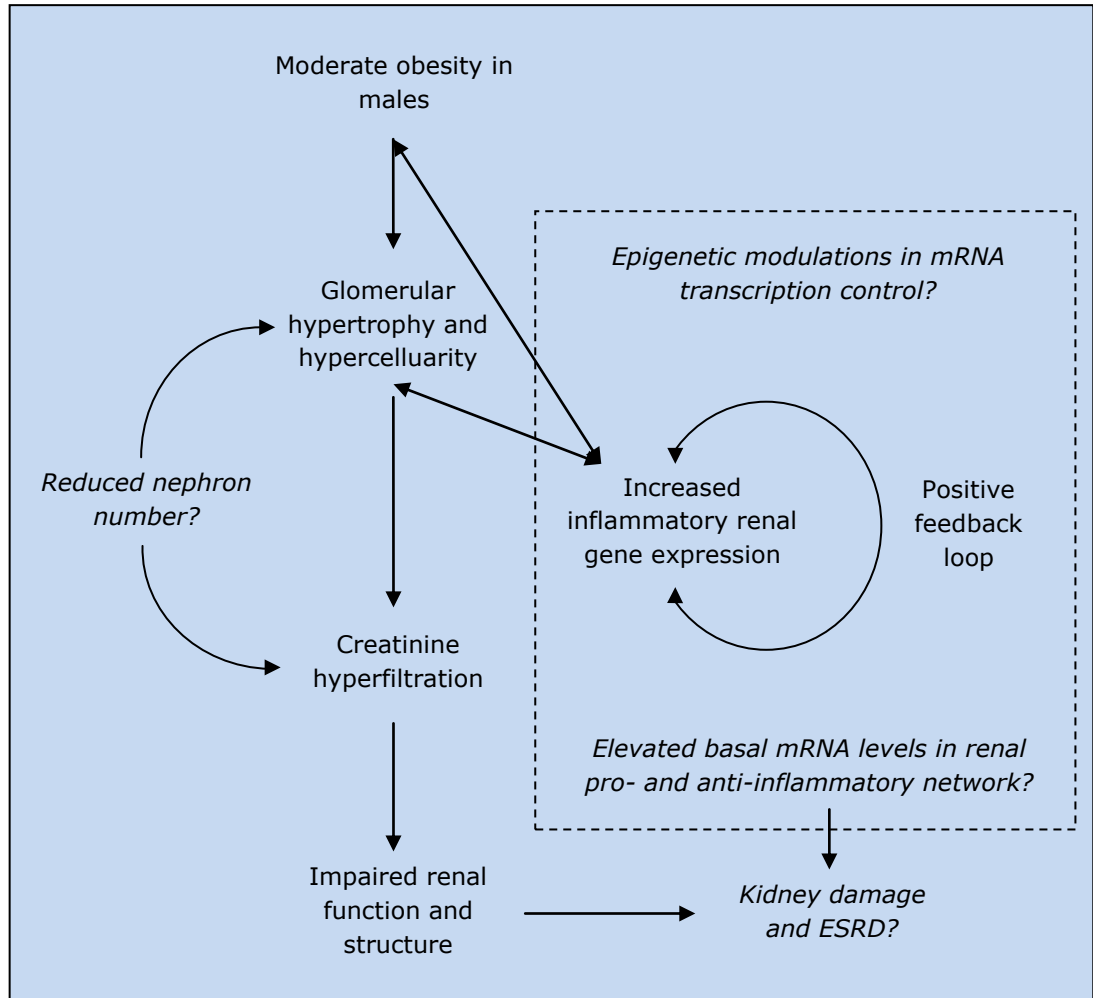 Moderate obesity in
males
Epigenetic modulations in mRNA
transcription control?
Glomerular
hypertrophy and
hypercelluarity
Reduced nephron
number?
Increased
inflammatory renal
gene expression
Positive
feedback
loop
Creatinine
hyperfiltration
Elevated basal mRNA levels in renal
pro- and anti-inflammatory network?
Impaired renal
function and
structure
Kidney damage
and ESRD?